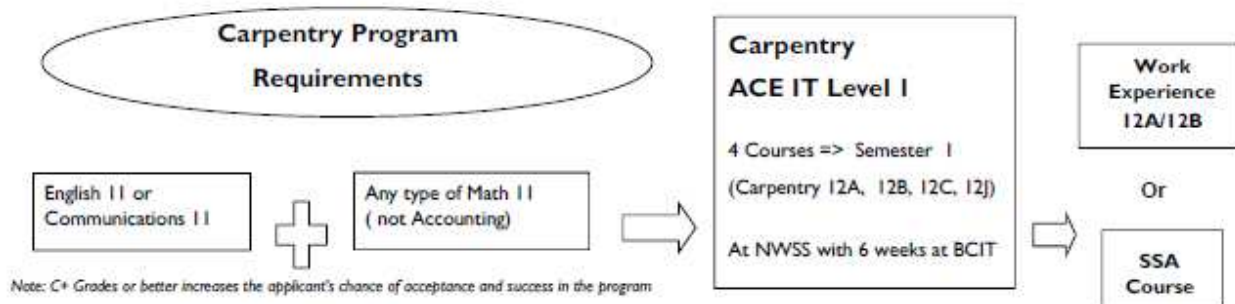 Carpentry Program
Requirements
English 11 or
Communications 11
Any type of Math 11
( not Accounting)
Note: C+ Grades or better increases the applicant's chance of acceptance and success in the program
Carpentry
ACE IT Level 1
4 Courses => Semester 1
(Carpentry 12A, 12B, 12C, 12J)
At NWSS with 6 weeks at BCIT
Work
Experience
12A/12B
Or
SSA
Course